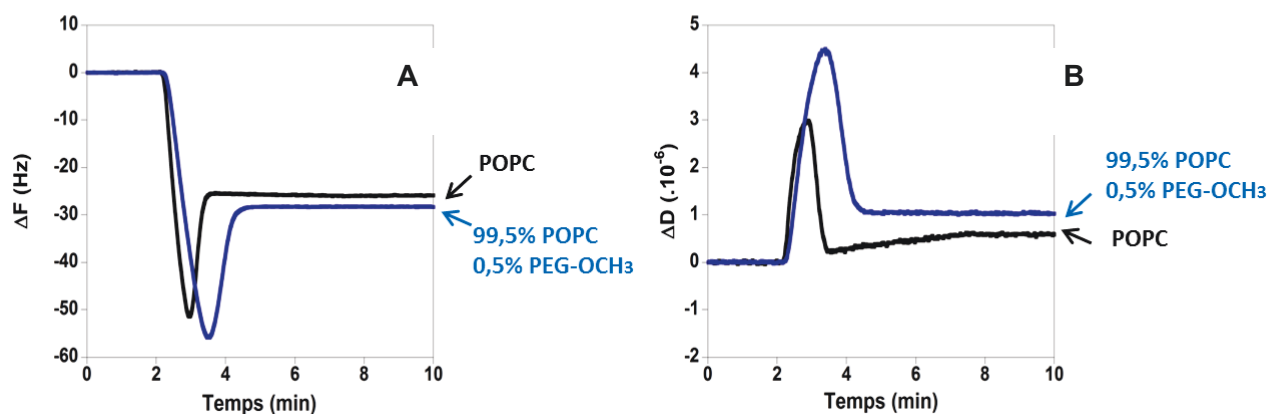 10
0
-10
-20
-30
-40
-50
-60
ΔF (Hz)
A
POPC
99,5% POPC
0,5% PEG-OCH₃
0 2 4 6 8 10
Temps (min)
5
4
3
2
1
0
-1
-2
ΔD (.10⁻⁶)
B
99,5% POPC
0,5% PEG-OCH₃
POPC
0 2 4 6 8 10
Temps (min)